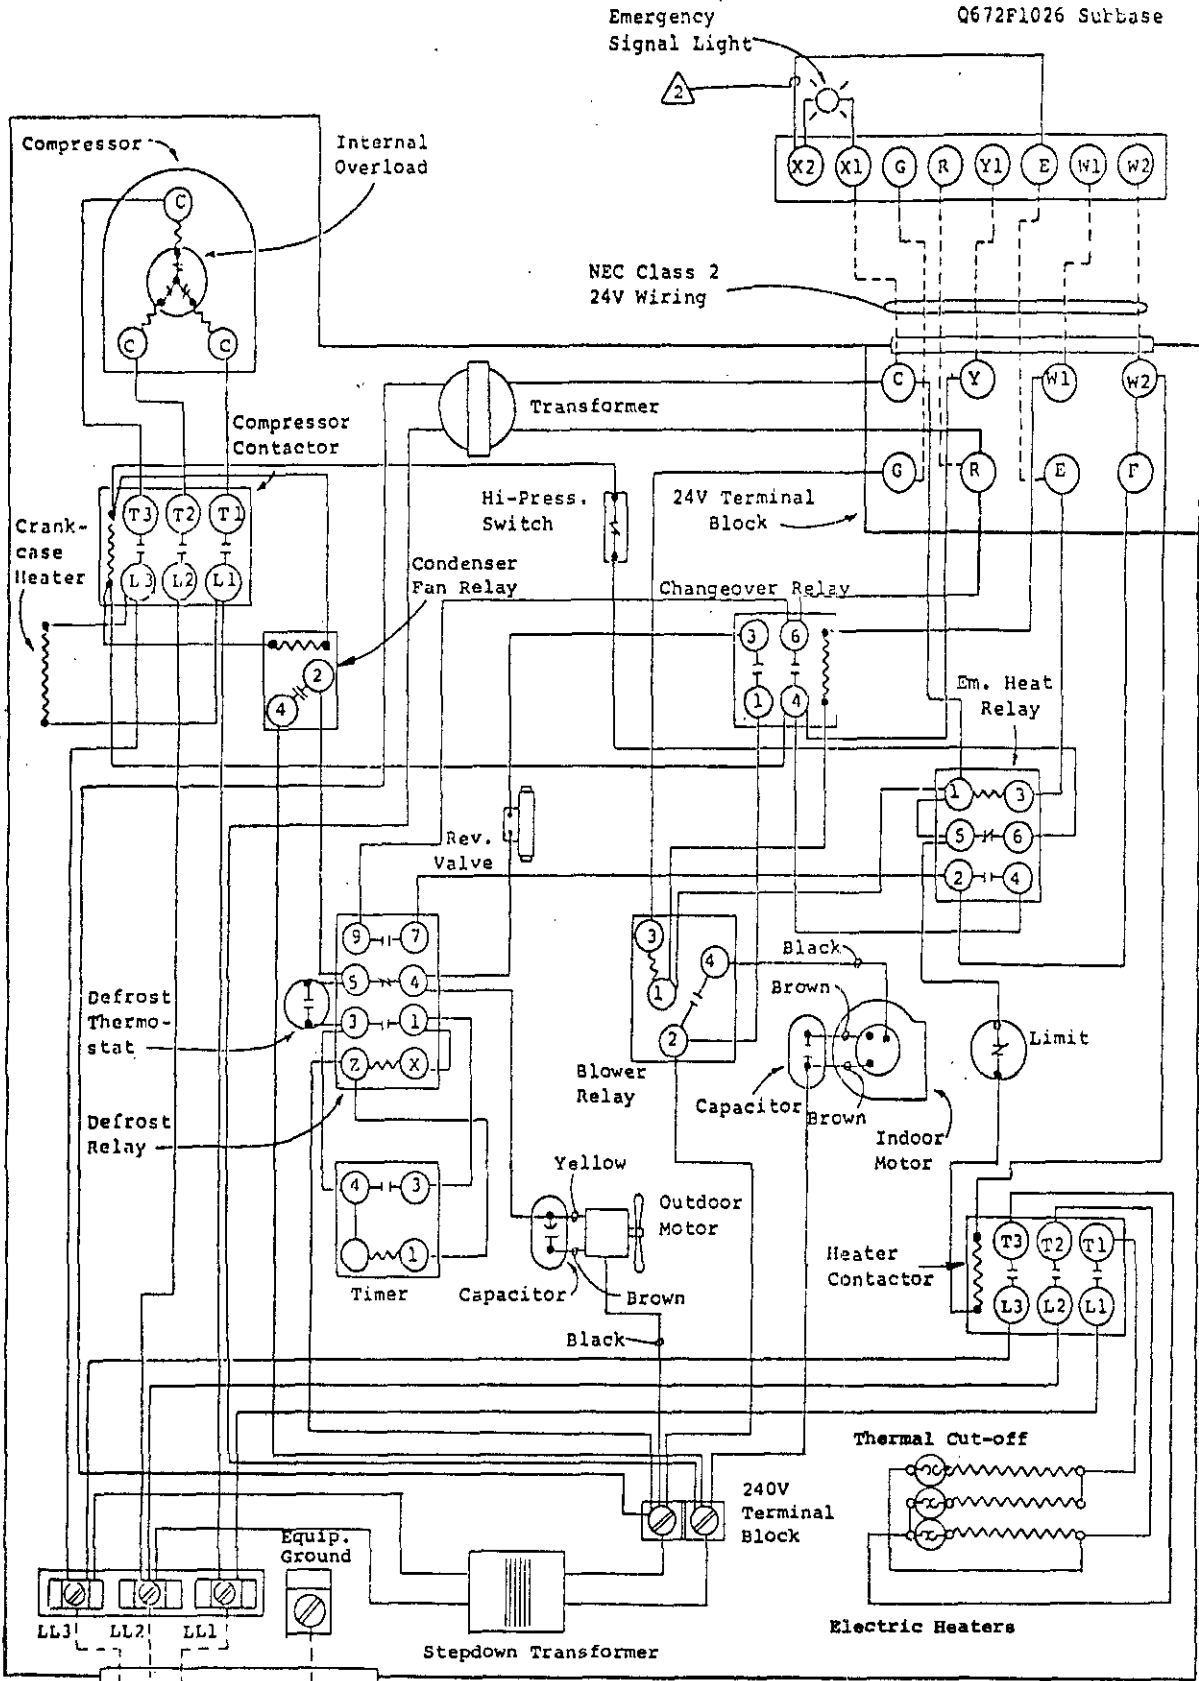 Emergency
Signal Light
Q672F1026 Subbase
2
X2 X1 G R Y1 E W1 W2
Compressor
Internal
Overload
C
C C
NEC Class 2
24V Wiring
C Y W1 W2
Transformer
Compressor
Contactor
G R E F
24V Terminal
Block
Hi-Press.
Switch
T3 T2 T1
L3 L2 L1
Crank-
case
Heater
Condenser
Fan Relay
2
4
Changeover Relay
3 6
1 4
Em. Heat
Relay
1 3
5 6
2 4
Rev.
Valve
9 7
5 4
3 1
Z X
Defrost
Thermo-
stat
Defrost
Relay
3
4
1
2
Blower
Relay
Black
Brown
Capacitor
Brown
Indoor
Motor
Limit
4 3
1
Timer
Yellow
Outdoor
Motor
Capacitor
Brown
Black
Heater
Contactor
T3 T2 T1
L3 L2 L1
Thermal Cut-off
Electric Heaters
240V
Terminal
Block
Equip.
Ground
LL3 LL2 LL1
Stepdown Transformer